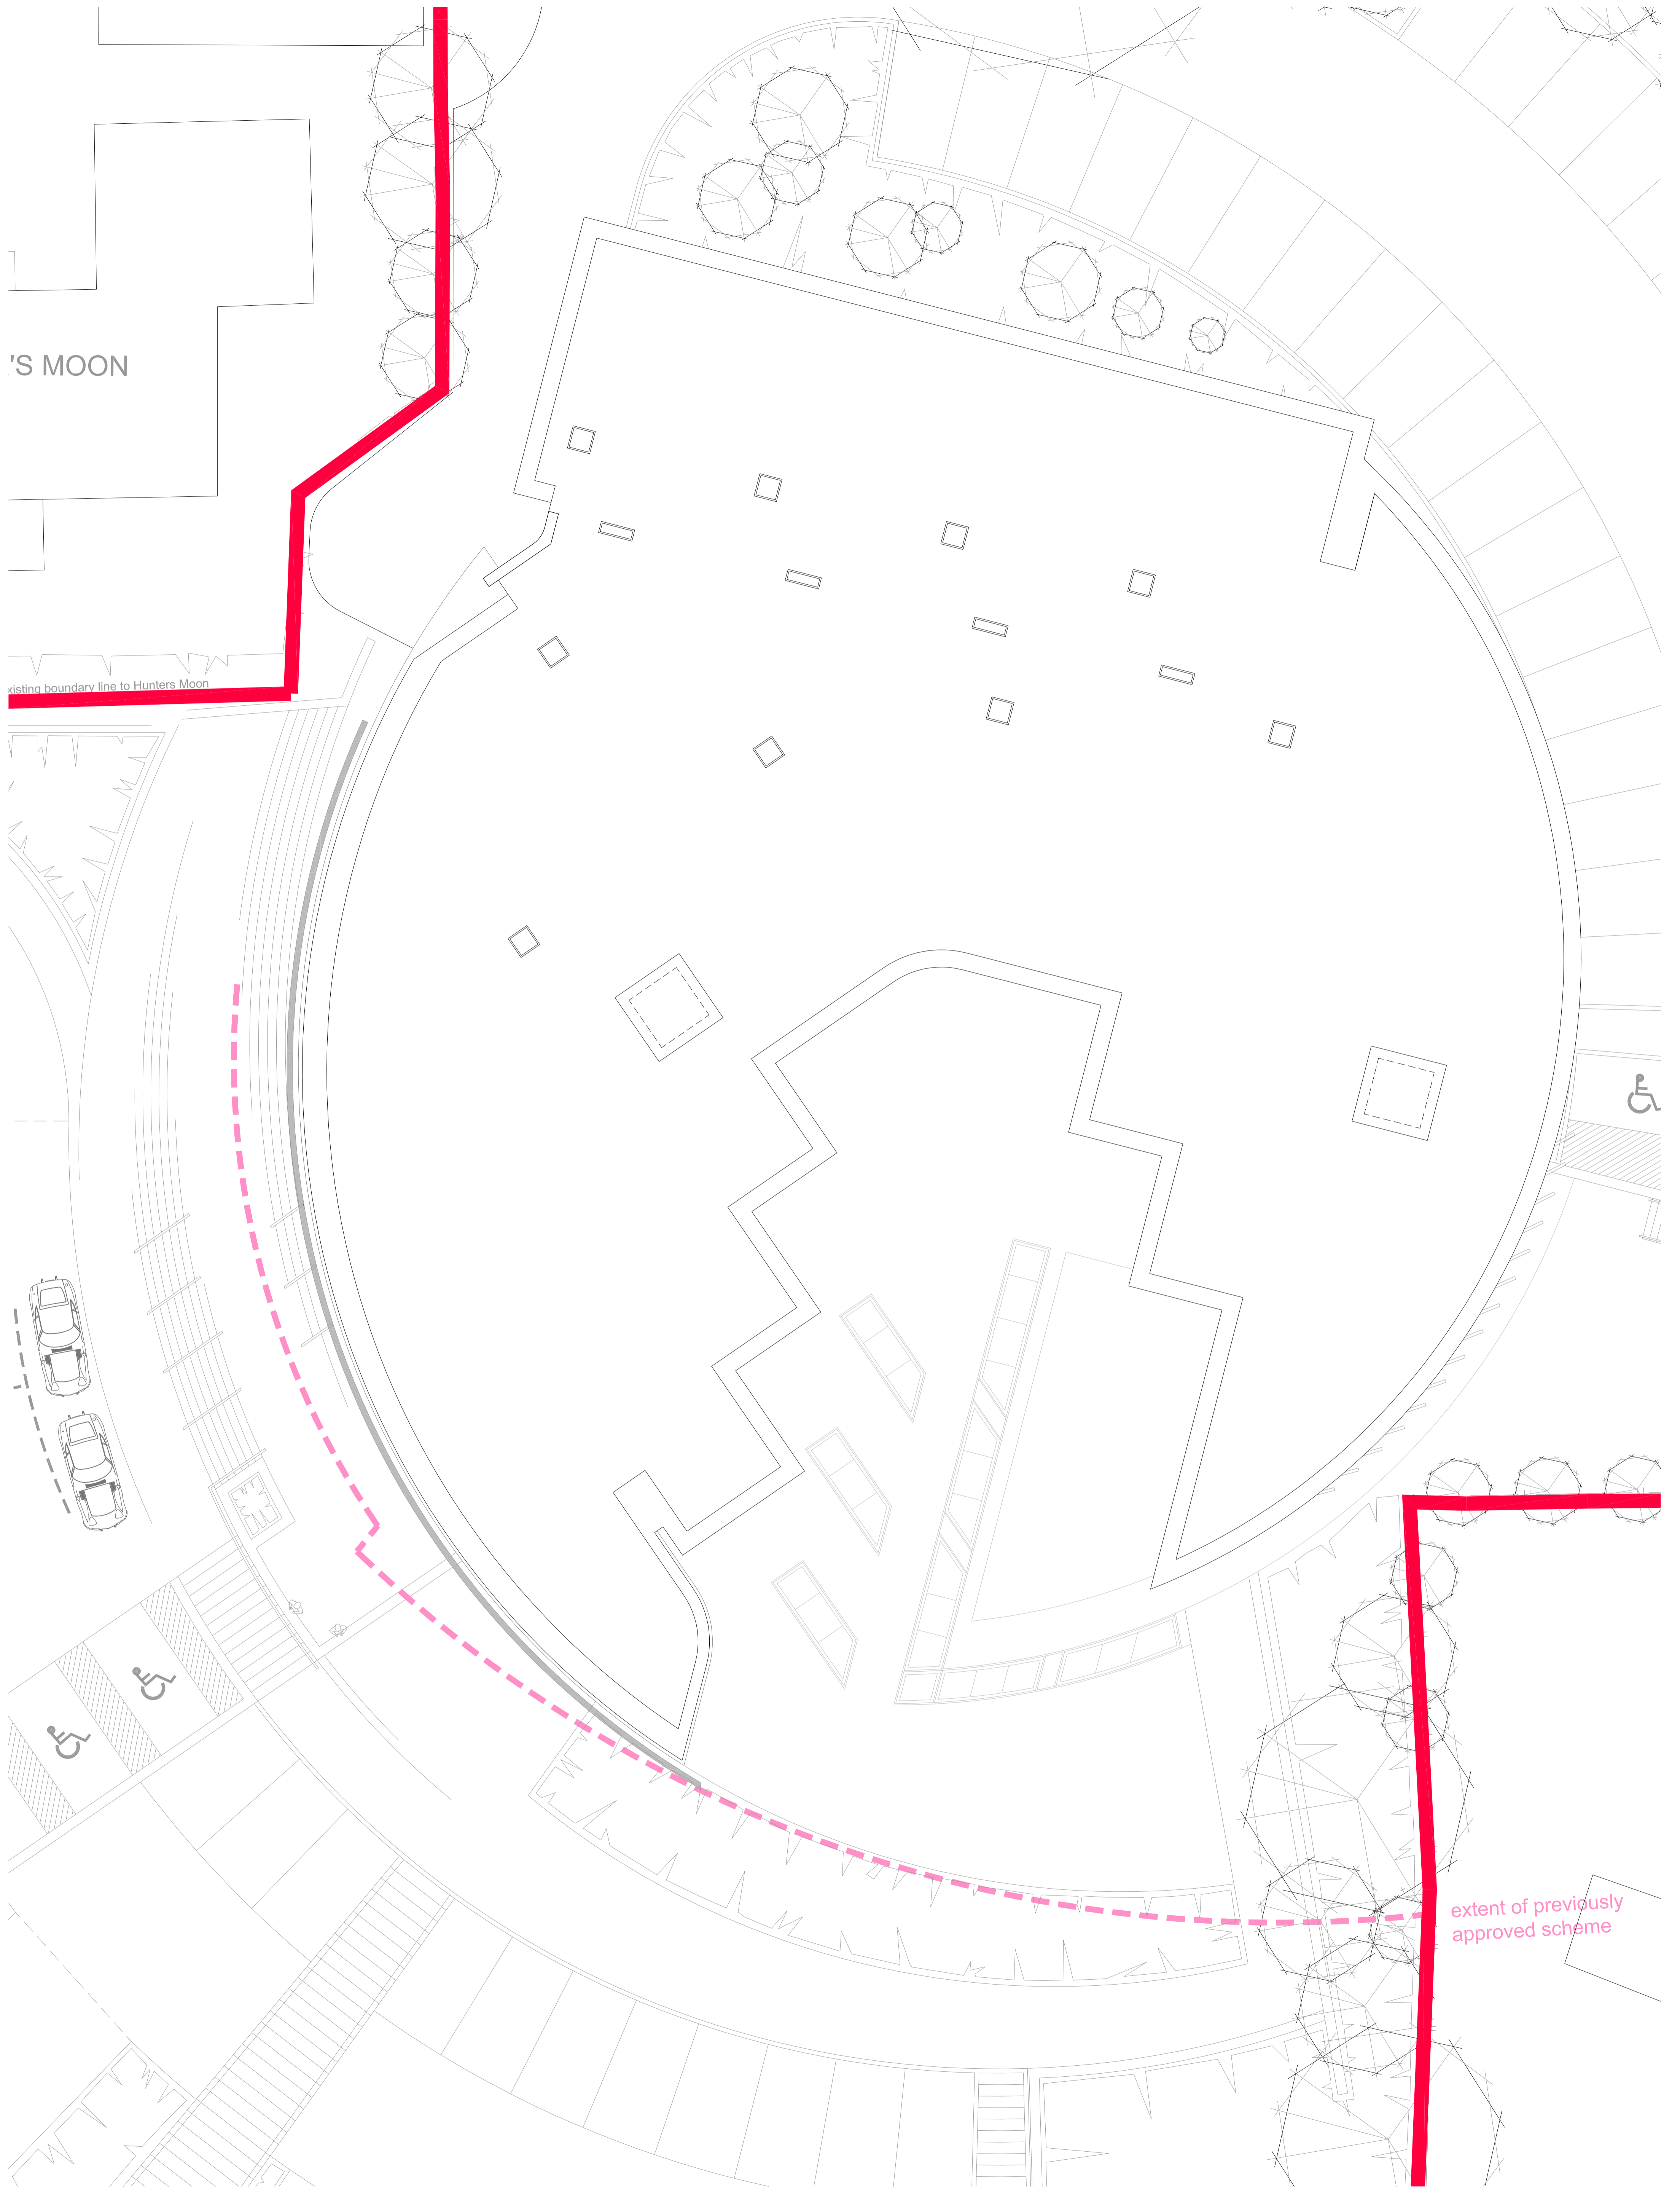 'S MOON
xisting boundary line to Hunters Moon
extent of previously
approved scheme